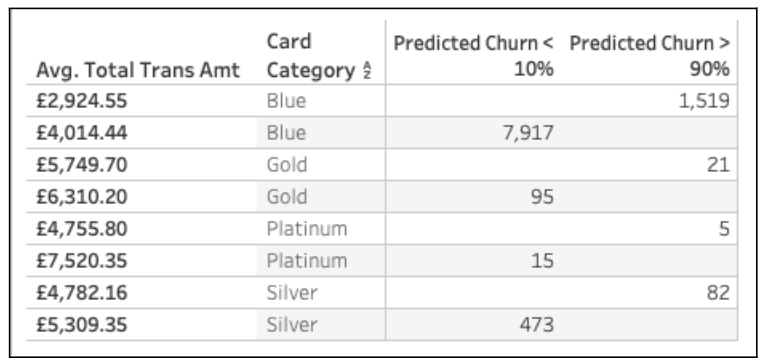 Avg. Total Trans Amt Card Category Predicted Churn < 10% Predicted Churn > 90%
£2,924.55 Blue 1,519
£4,014.44 Blue 7,917
£5,749.70 Gold 21
£6,310.20 Gold 95
£4,755.80 Platinum 5
£7,520.35 Platinum 15
£4,782.16 Silver 82
£5,309.35 Silver 473